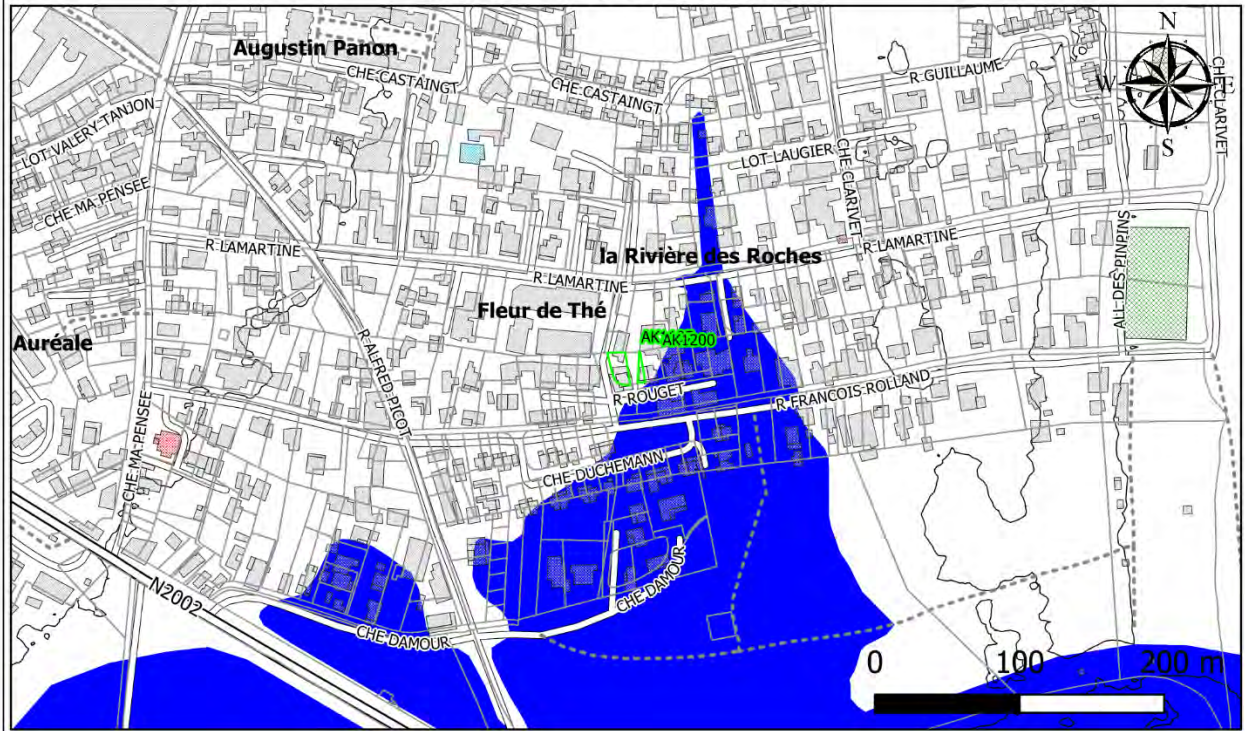 N
Augustin Panon
CHE CASTAINGT
CHE CASTAINGT
R GUILLAUME
CHE CLARIVET
W
E
S
LOT VALERY TANJON
LOT LAUGIER
CHE CLARIVET
CHE MA PENSEE
R LAMARTINE
R LAMARTINE
la Rivière des Roches
R LAMARTINE
ALL DES PINPINS
Fleur de Thé
Auréale
R ALFRED PICOT
AK1200
R ROUGET
R FRANCOIS ROLLAND
CHE MA PENSEE
CHE DUCHEMANN
N2002
CHE DAMOUR
CHE DAMOUR
0 100 200 m